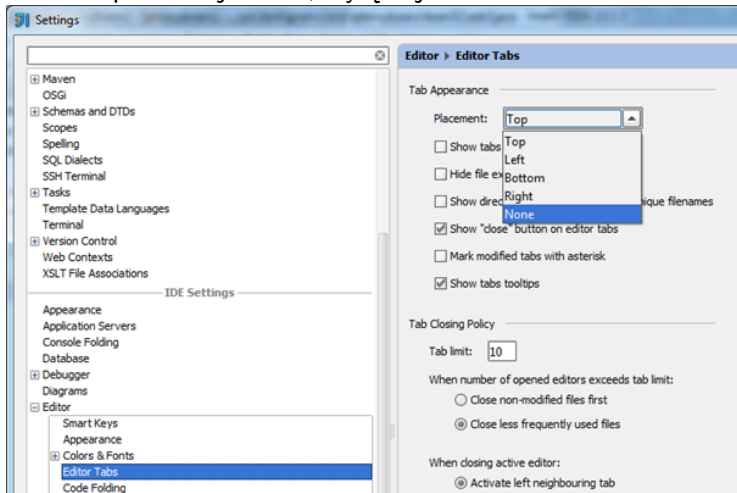 Settings
Maven
OSGi
Schemas and DTDs
Scopes
Spelling
SQL Dialects
SSH Terminal
Tasks
Template Data Languages
Terminal
Version Control
Web Contexts
XSLT File Associations
IDE Settings
Appearance
Application Servers
Console Folding
Database
Debugger
Diagrams
Editor
Smart Keys
Appearance
Colors & Fonts
Editor Tabs
Code Folding
Editor ▸ Editor Tabs
Tab Appearance
Placement: Top
Top
Left
Bottom
Right
None
Show tabs
Hide file
Show filenames
Show "close" button on editor tabs
Mark modified tabs with asterisk
Show tabs tooltips
Tab Closing Policy
Tab limit: 10
When number of opened editors exceeds tab limit:
Close non-modified files first
Close less frequently used files
When closing active editor:
Activate left neighbouring tab